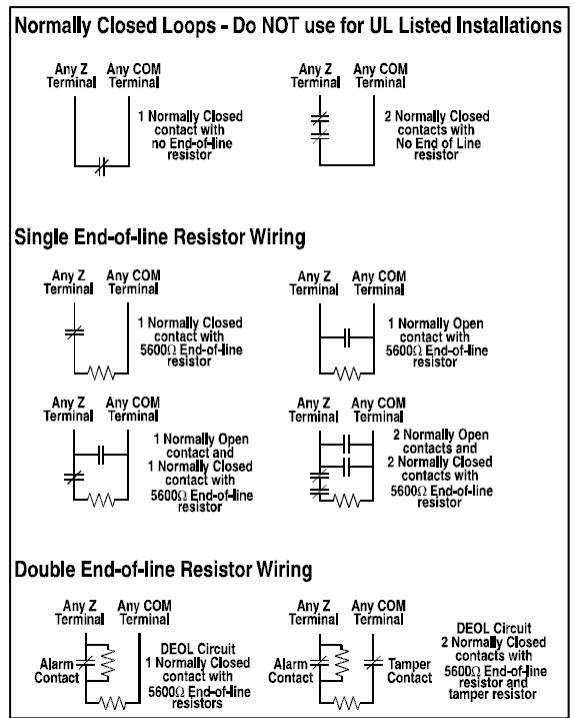 Normally Closed Loops - Do NOT use for UL Listed Installations
Any Z
Terminal
Any COM
Terminal
1 Normally Closed
contact with
no End-of-line
resistor
Any Z
Terminal
Any COM
Terminal
2 Normally Closed
contacts with
No End of Line
resistor
Single End-of-line Resistor Wiring
Any Z
Terminal
Any COM
Terminal
1 Normally Closed
contact with
5600Ω End-of-line
resistor
Any Z
Terminal
Any COM
Terminal
1 Normally Open
contact with
5600Ω End-of-line
resistor
Any Z
Terminal
Any COM
Terminal
1 Normally Open
contact and
1 Normally Closed
contact with
5600Ω End-of-line
resistor
Any Z
Terminal
Any COM
Terminal
2 Normally Open
contacts and
2 Normally Closed
contacts with
5600Ω End-of-line
resistor
Double End-of-line Resistor Wiring
Any Z
Terminal
Any COM
Terminal
Alarm
Contact
DEOL Circuit
1 Normally Closed
contact with
5600Ω End-of-line
resistors
Any Z
Terminal
Any COM
Terminal
Alarm
Contact
Tamper
Contact
DEOL Circuit
2 Normally Closed
contacts with
5600Ω End-of-line
resistor and
tamper resistor